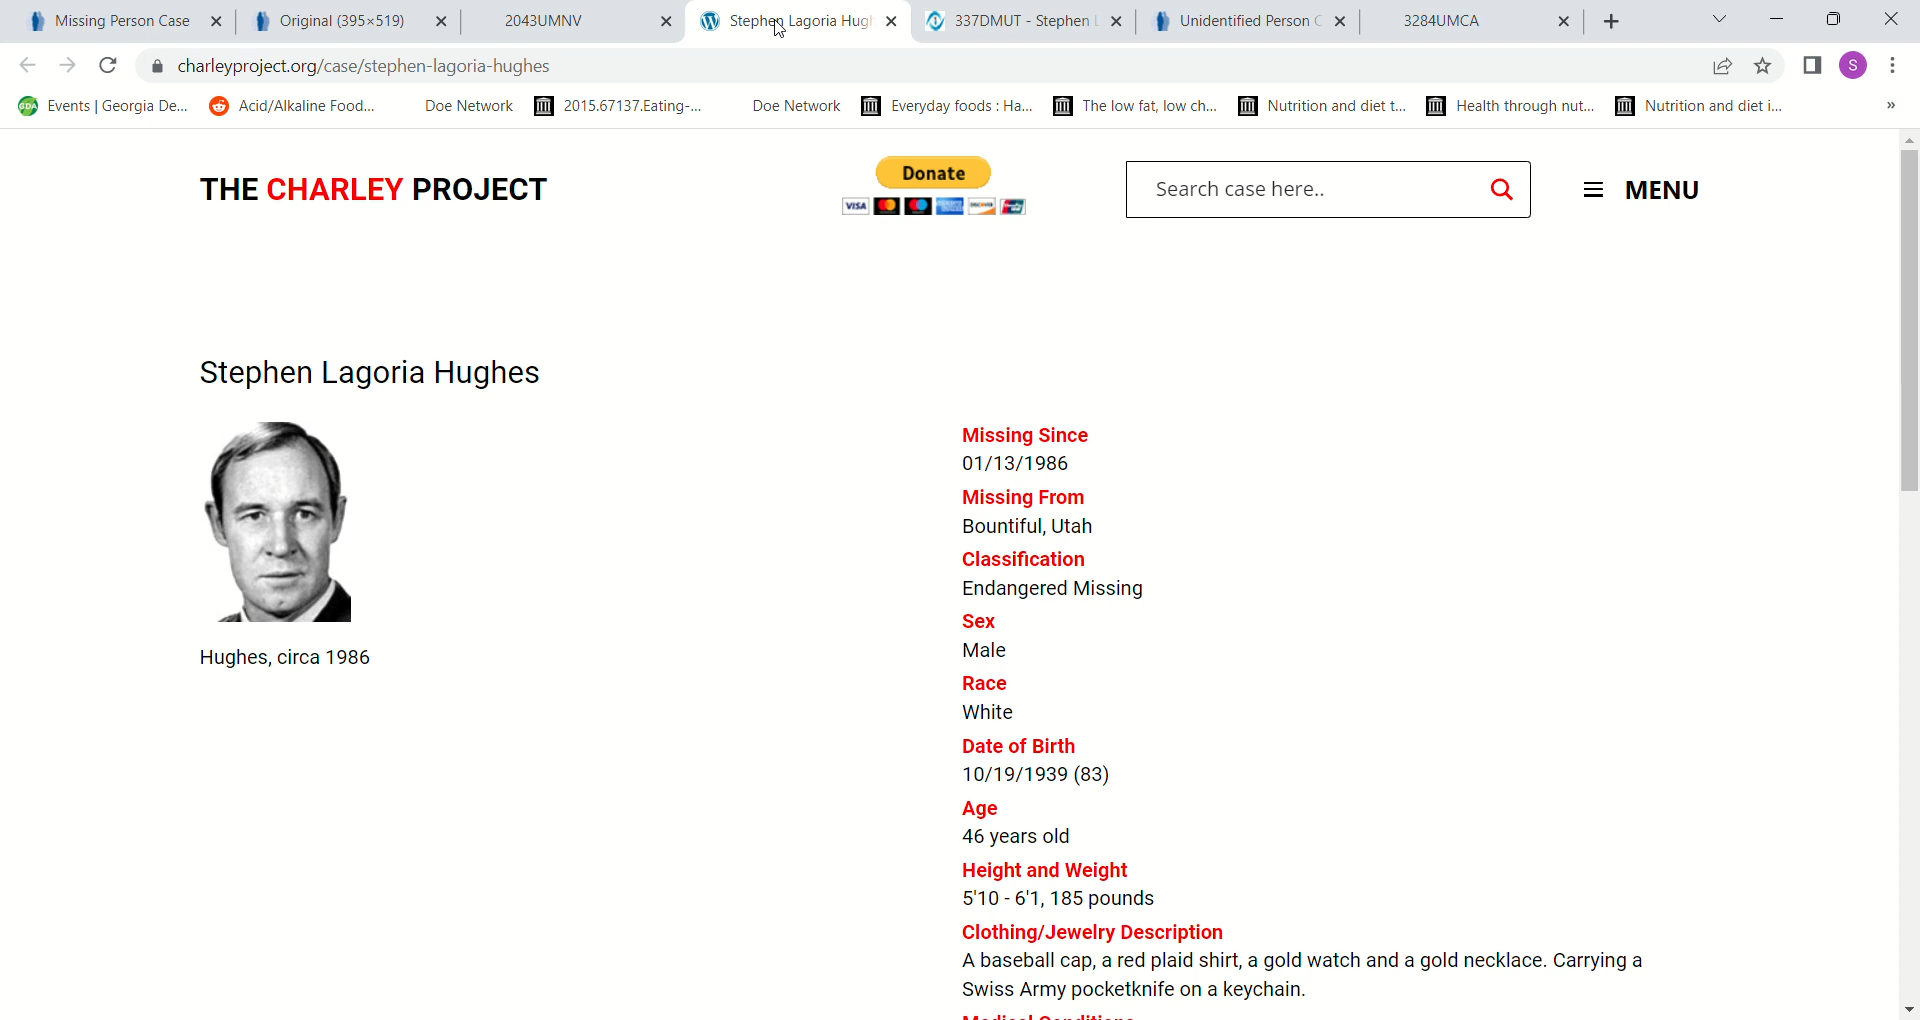 Missing Person Case
Original (395×519)
2043UMNV
Stephen Lagoria Hugh
337DMUT - Stephen L
Unidentified Person C
3284UMCA
charleyproject.org/case/stephen-lagoria-hughes
S
GDA
Events | Georgia De...
Acid/Alkaline Food...
Doe Network
2015.67137.Eating-...
Doe Network
Everyday foods : Ha...
The low fat, low ch...
Nutrition and diet t...
Health through nut...
Nutrition and diet i...
»
THE CHARLEY PROJECT
Donate
VISA
DISCOVER
Search case here..
MENU
Stephen Lagoria Hughes
Hughes, circa 1986
Missing Since
01/13/1986
Missing From
Bountiful, Utah
Classification
Endangered Missing
Sex
Male
Race
White
Date of Birth
10/19/1939 (83)
Age
46 years old
Height and Weight
5'10 - 6'1, 185 pounds
Clothing/Jewelry Description
A baseball cap, a red plaid shirt, a gold watch and a gold necklace. Carrying a
Swiss Army pocketknife on a keychain.
Medical Conditions